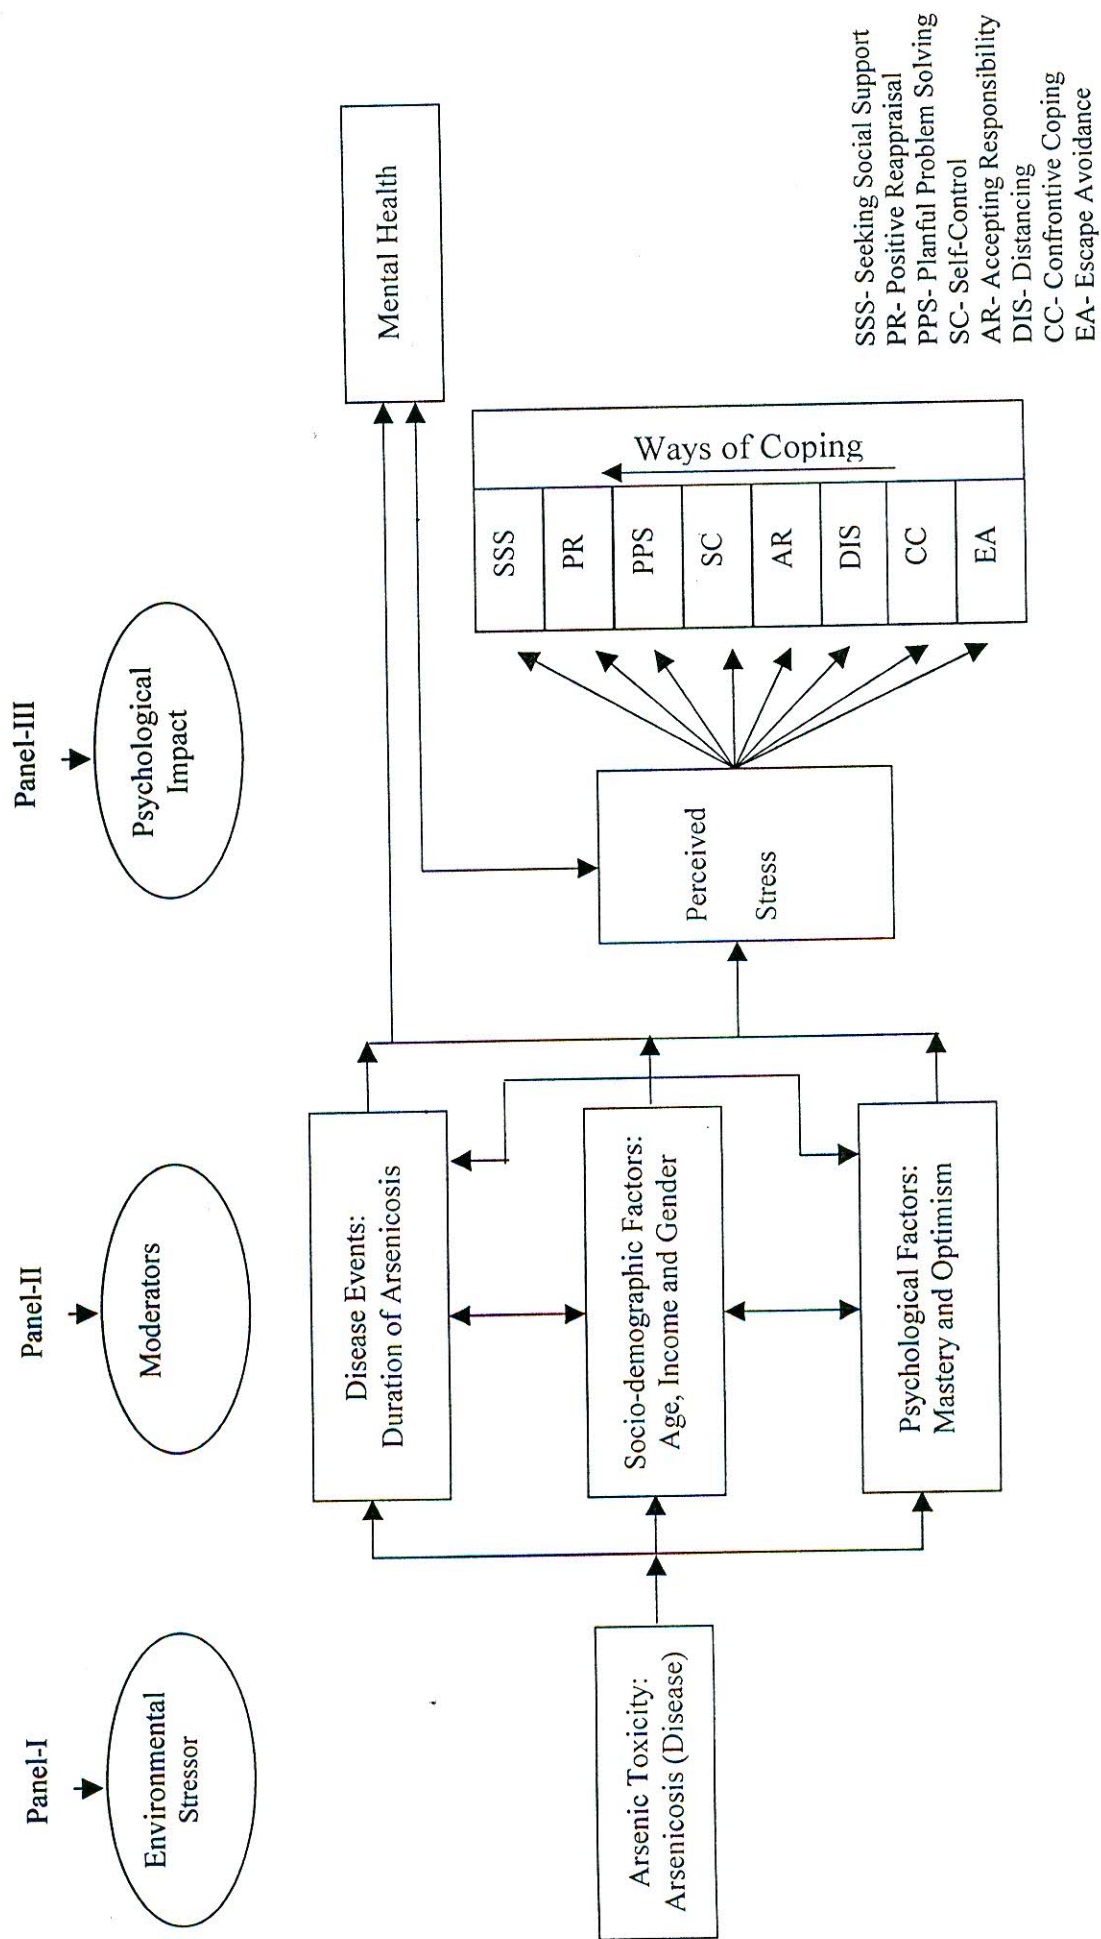 Panel-I
Panel-II
Panel-III
Environmental
Stressor
Moderators
Psychological
Impact
Arsenic Toxicity:
Arsenicosis (Disease)
Disease Events:
Duration of Arsenicosis
Socio-demographic Factors:
Age, Income and Gender
Psychological Factors:
Mastery and Optimism
Mental Health
Perceived
Stress
SSS
PR
PPS
SC
AR
DIS
CC
EA
Ways of Coping
SSS- Seeking Social Support
PR- Positive Reappraisal
PPS- Planful Problem Solving
SC- Self-Control
AR- Accepting Responsibility
DIS- Distancing
CC- Confrontive Coping
EA- Escape Avoidance